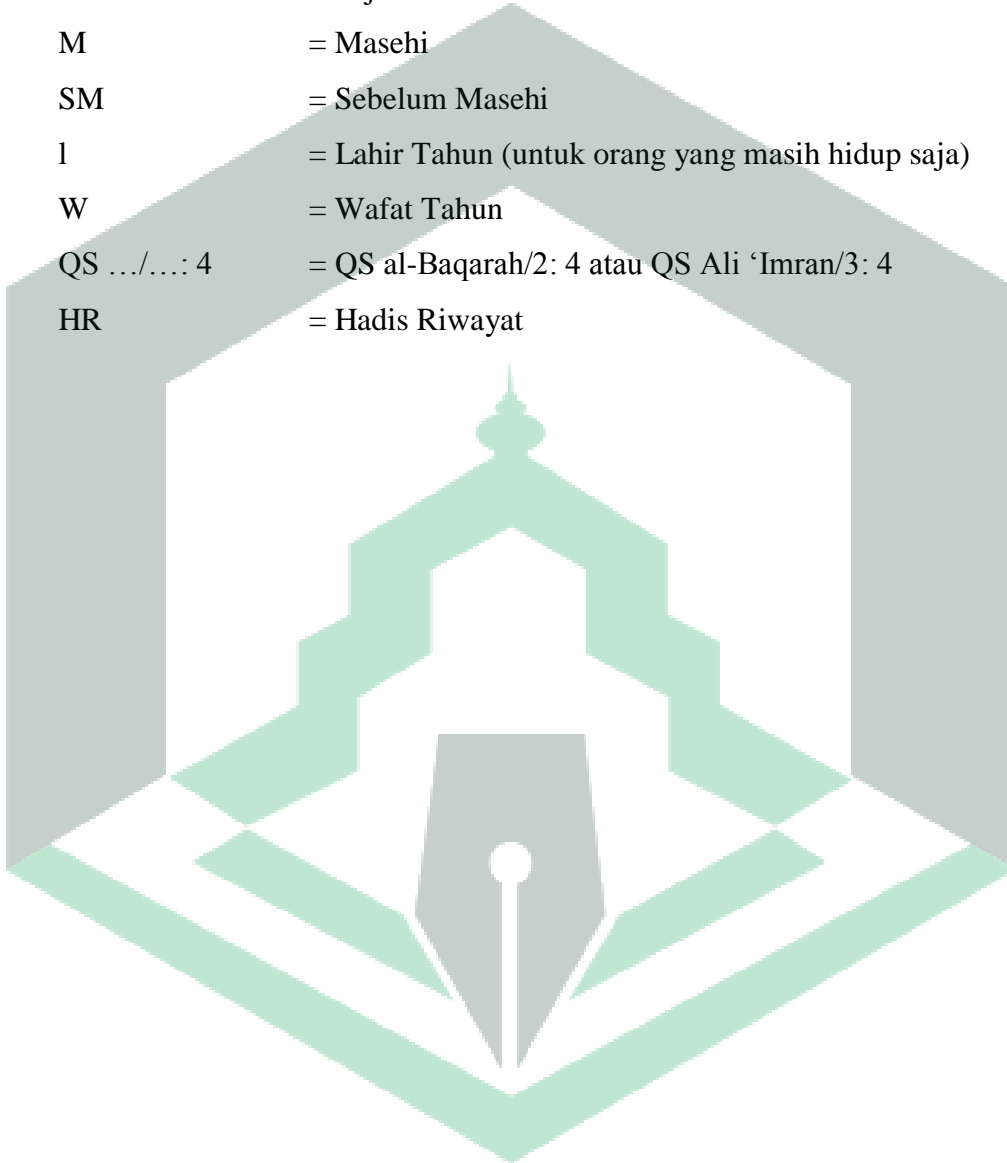 M = Masehi
SM = Sebelum Masehi
l = Lahir Tahun (untuk orang yang masih hidup saja)
W = Wafat Tahun
QS …/…: 4 = QS al-Baqarah/2: 4 atau QS Ali ‘Imran/3: 4
HR = Hadis Riwayat